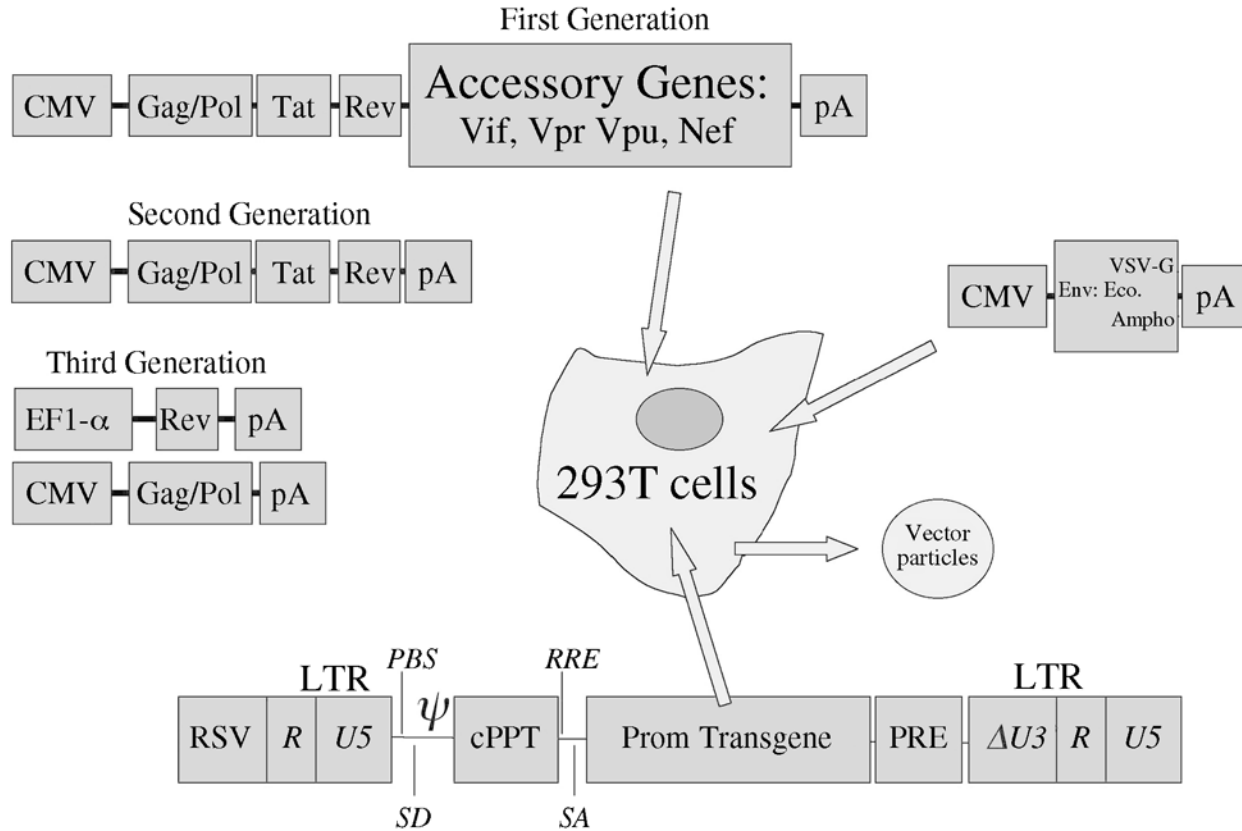 First Generation
CMV Gag/Pol Tat Rev Accessory Genes: pA
Vif, Vpr Vpu, Nef
Second Generation
CMV Gag/Pol Tat Rev pA
CMV Env: Eco. pA
VSV-G
Ampho
Third Generation
EF1-α Rev pA
CMV Gag/Pol pA
293T cells
Vector
particles
PBS RRE
LTR ψ LTR
RSV R U5 cPPT Prom Transgene PRE ΔU3 R U5
SD SA